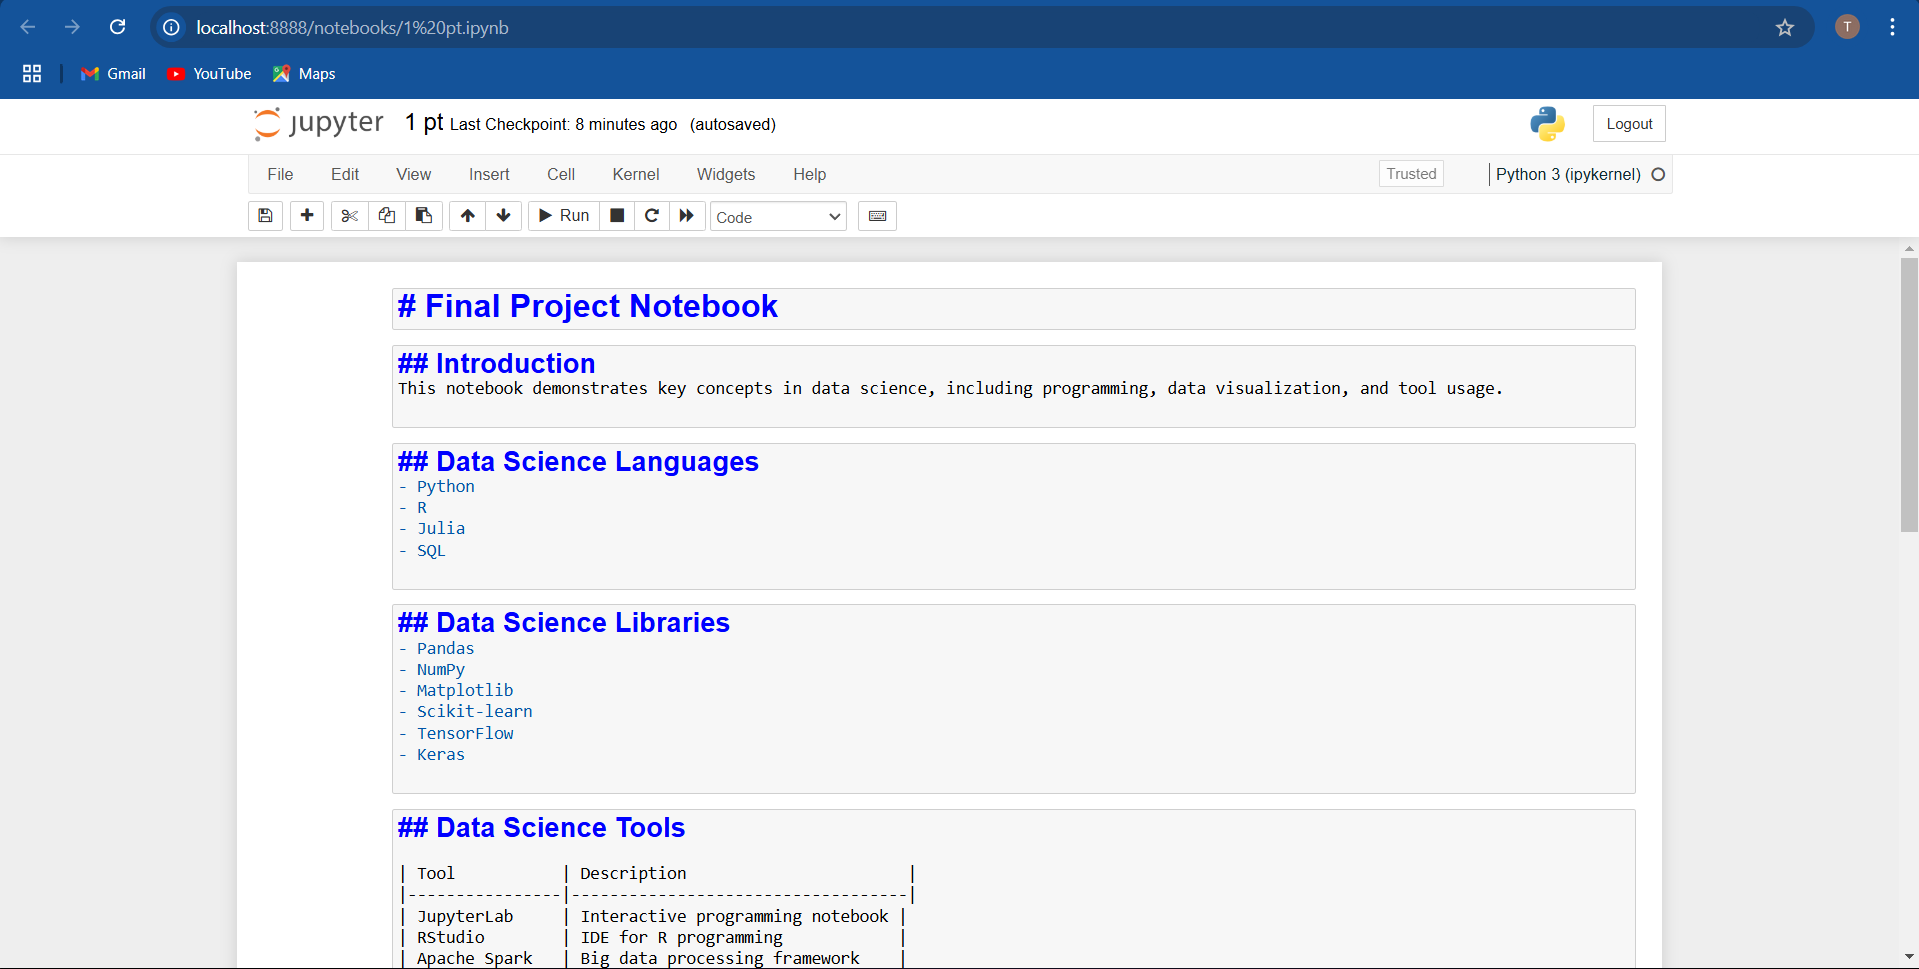 localhost:8888/notebooks/1%20pt.ipynb
T
Gmail YouTube Maps
jupyter 1 pt Last Checkpoint: 8 minutes ago (autosaved) Logout
File Edit View Insert Cell Kernel Widgets Help Trusted Python 3 (ipykernel)
Run Code
# Final Project Notebook
## Introduction
This notebook demonstrates key concepts in data science, including programming, data visualization, and tool usage.
## Data Science Languages
- Python
- R
- Julia
- SQL
## Data Science Libraries
- Pandas
- NumPy
- Matplotlib
- Scikit-learn
- TensorFlow
- Keras
## Data Science Tools
| Tool | Description |
|----------------|-----------------------------------|
| JupyterLab | Interactive programming notebook |
| RStudio | IDE for R programming |
| Apache Spark | Big data processing framework |